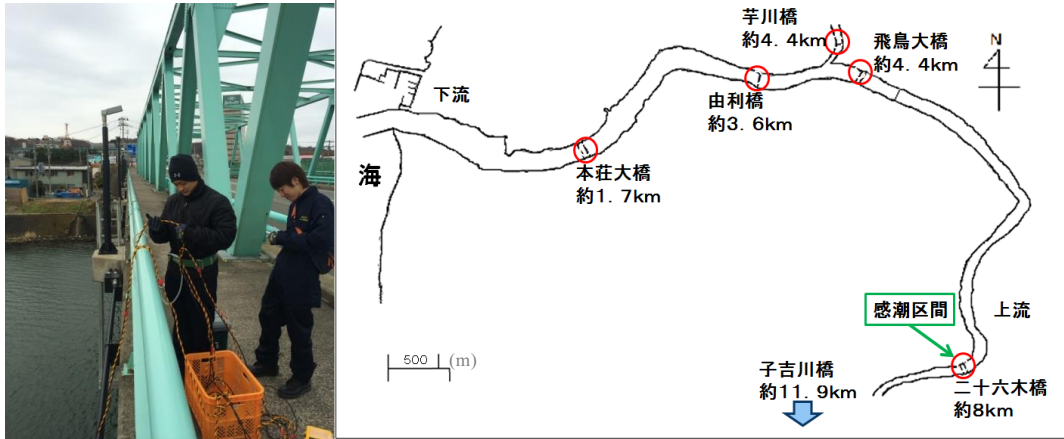 芋川橋
約4.4km
飛鳥大橋
約4.4km
N
下流
由利橋
約3.6km
海
本荘大橋
約1.7km
感潮区間
上流
500 (m)
子吉川橋
約11.9km
二十六木橋
約8km